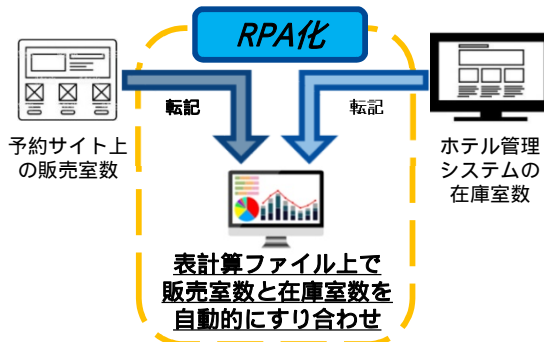 RPA化
転記
転記
予約サイト上
の販売室数
ホテル管理
システムの
在庫室数
表計算ファイル上で
販売室数と在庫室数を
自動的にすり合わせ